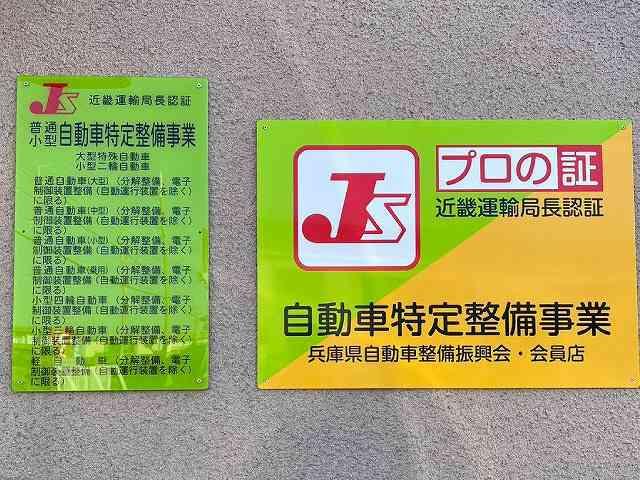 JS 近畿運輸局長認証
普通
小型 自動車特定整備事業
大型特殊自動車
小型二輪自動車
普通自動車(大型)(分解整備、電子
制御装置整備(自動運行装置を除く)
に限る)
普通自動車(中型)(分解整備、電子
制御装置整備(自動運行装置を除く)
に限る)
普通自動車(小型)(分解整備、電子
制御装置整備(自動運行装置を除く)
に限る)
普通自動車(乗用)(分解整備、電子
制御装置整備(自動運行装置を除く)
に限る)
小型四輪自動車(分解整備、電子
制御装置整備(自動運行装置を除く)
に限る)
小型三輪自動車(分解整備、電子
制御装置整備(自動運行装置を除く)
に限る)
軽自動車(分解整備、電子
制御装置整備(自動運行装置を除く)
に限る)
JS
プロの証
近畿運輸局長認証
自動車特定整備事業
兵庫県自動車整備振興会・会員店